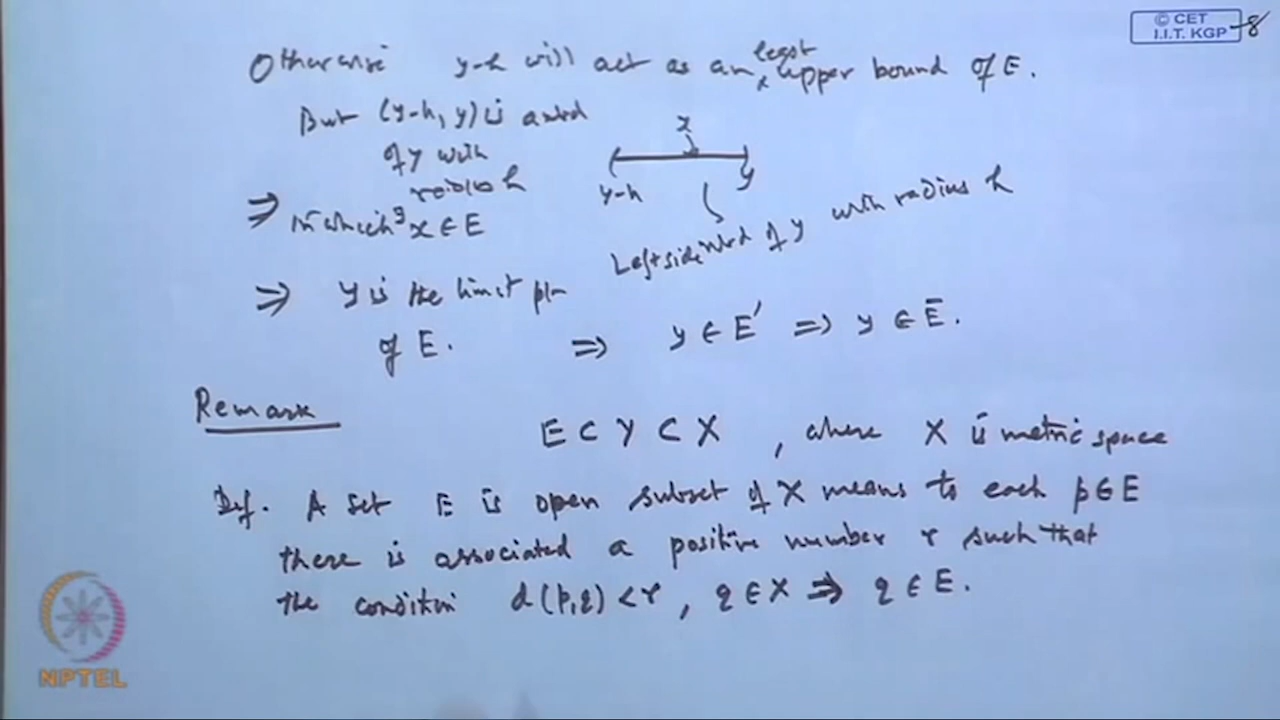 © CET
I.I.T. KGP
-8
Otherwise y-h will act as an least upper bound of E.
But (y-h, y) is a nbd
of y with
radius h
x
y-h
y
⇒ in which ∃ x ∈ E
Left side nbd of y with radius h
⇒ y is the limit pt
of E. ⇒ y ∈ E′ ⇒ y ∈ Ē.
Remark
E ⊂ Y ⊂ X , where X is metric space
Def. A set E is open subset of X means to each p ∈ E
there is associated a positive number r such that
the condition d(p,q) < r, q ∈ X ⇒ q ∈ E.
NPTEL